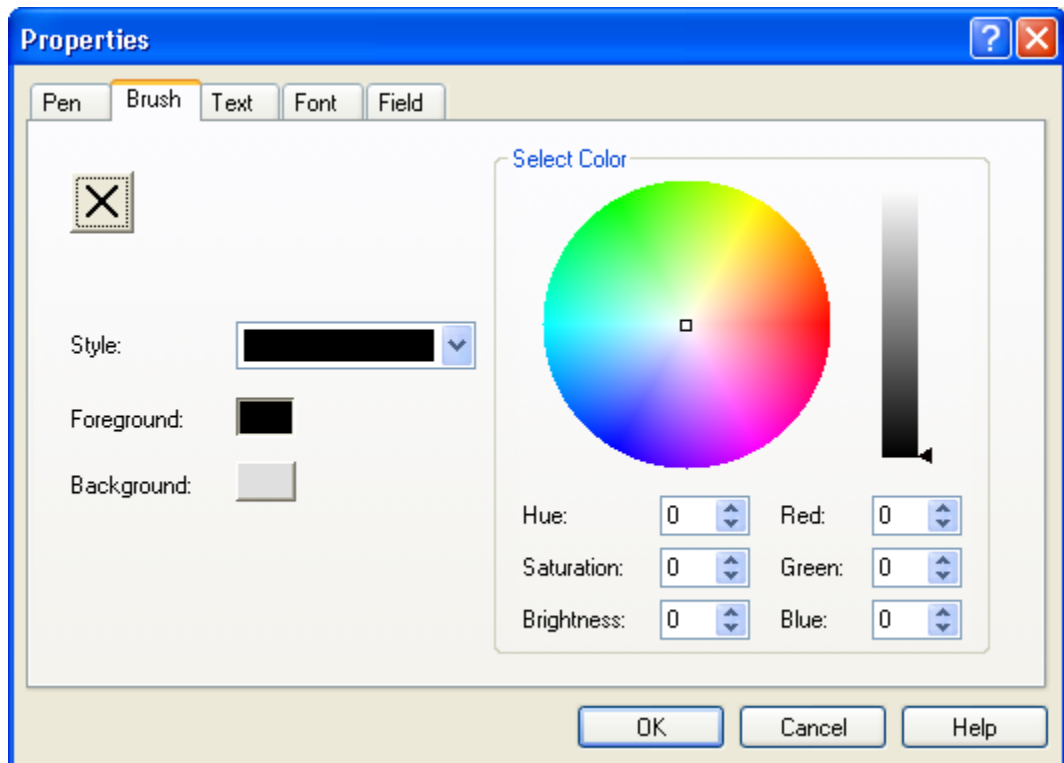 Properties
Pen Brush Text Font Field
Select Color
Style:
Foreground:
Background:
Hue: 0 Red: 0
Saturation: 0 Green: 0
Brightness: 0 Blue: 0
OK Cancel Help